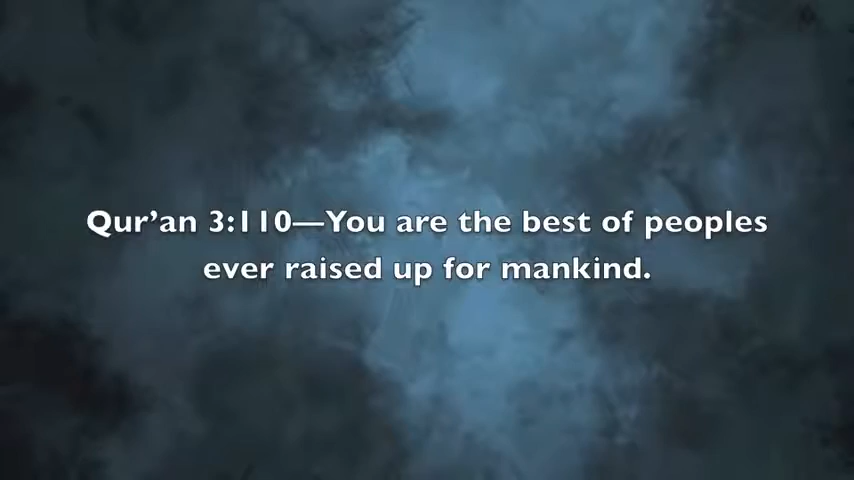 Qur’an 3:110—You are the best of peoples
ever raised up for mankind.